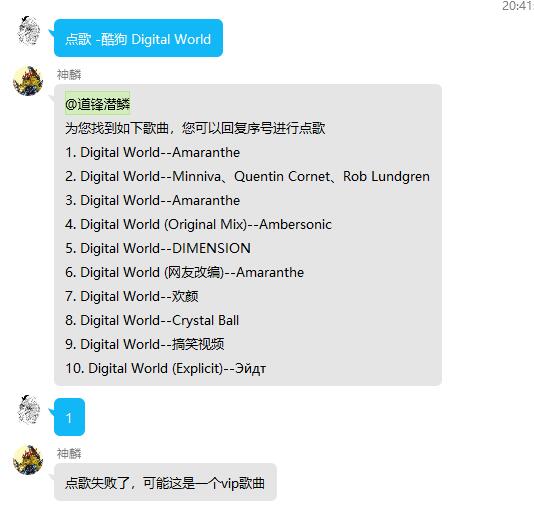 20:41
点歌 -酷狗 Digital World
神麟
@道锋潜鳞
为您找到如下歌曲，您可以回复序号进行点歌
1. Digital World--Amaranthe
2. Digital World--Minniva、Quentin Cornet、Rob Lundgren
3. Digital World--Amaranthe
4. Digital World (Original Mix)--Ambersonic
5. Digital World--DIMENSION
6. Digital World (网友改编)--Amaranthe
7. Digital World--欢颜
8. Digital World--Crystal Ball
9. Digital World--搞笑视频
10. Digital World (Explicit)--Эйдт
1
神麟
点歌失败了，可能这是一个vip歌曲